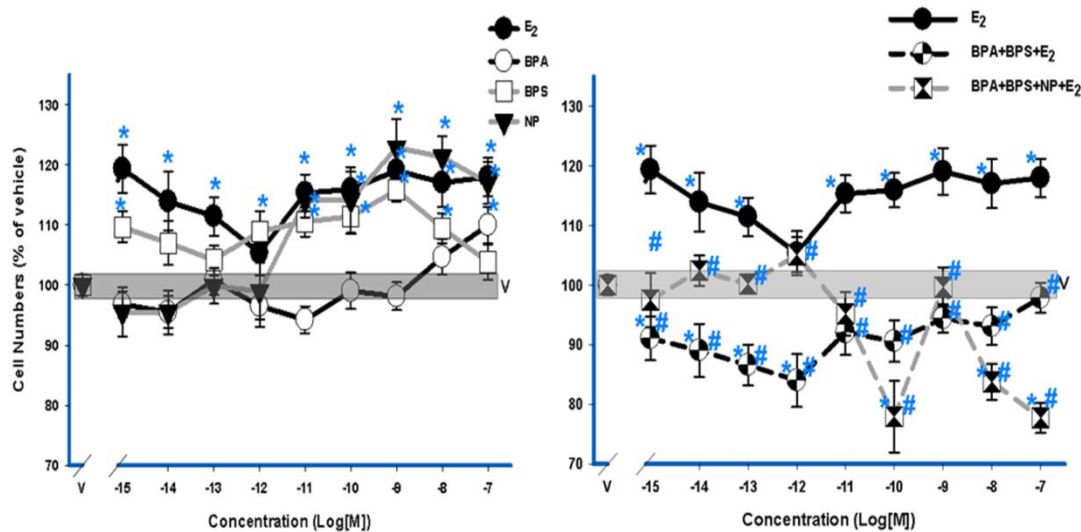 E2
BPA
BPS
NP
Cell Numbers (% of vehicle)
130
120
110
100
90
80
70
V
V
-15
-14
-13
-12
-11
-10
-9
-8
-7
Concentration (Log[M])
E2
BPA+BPS+E2
BPA+BPS+NP+E2
130
120
110
100
90
80
70
V
V
-15
-14
-13
-12
-11
-10
-9
-8
-7
Concentration (Log[M])